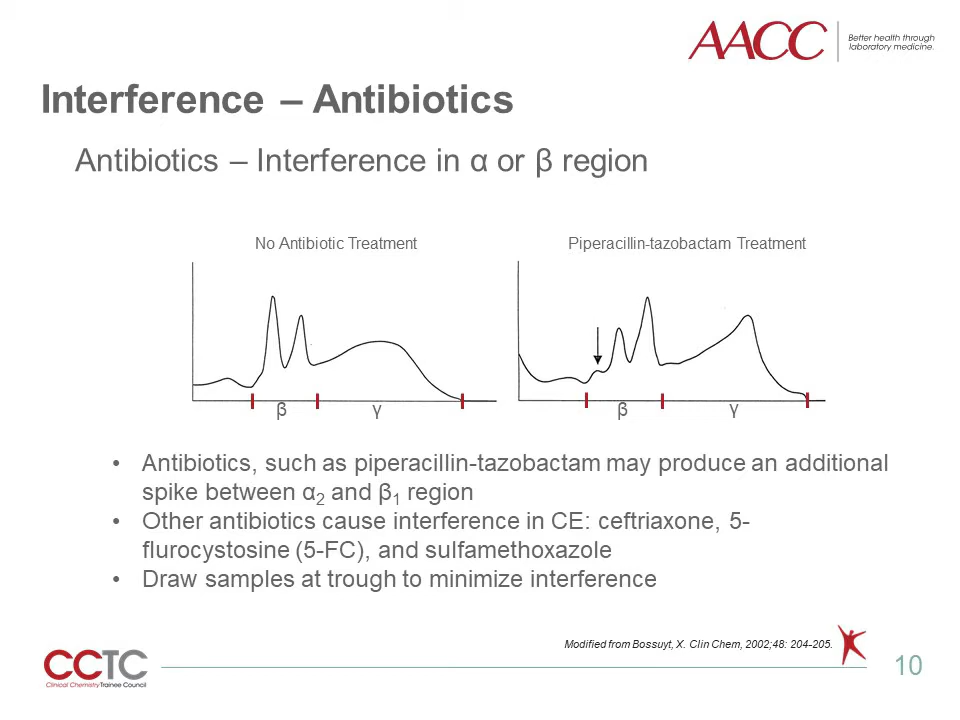 AACC
Better health through
laboratory medicine.
Interference – Antibiotics
Antibiotics – Interference in α or β region
No Antibiotic Treatment
Piperacillin-tazobactam Treatment
β
γ
β
γ
• Antibiotics, such as piperacillin-tazobactam may produce an additional
spike between α2 and β1 region
• Other antibiotics cause interference in CE: ceftriaxone, 5-
flurocystosine (5-FC), and sulfamethoxazole
• Draw samples at trough to minimize interference
Modified from Bossuyt, X. Clin Chem, 2002;48: 204-205.
CCTC
Clinical Chemistry Trainee Council
10